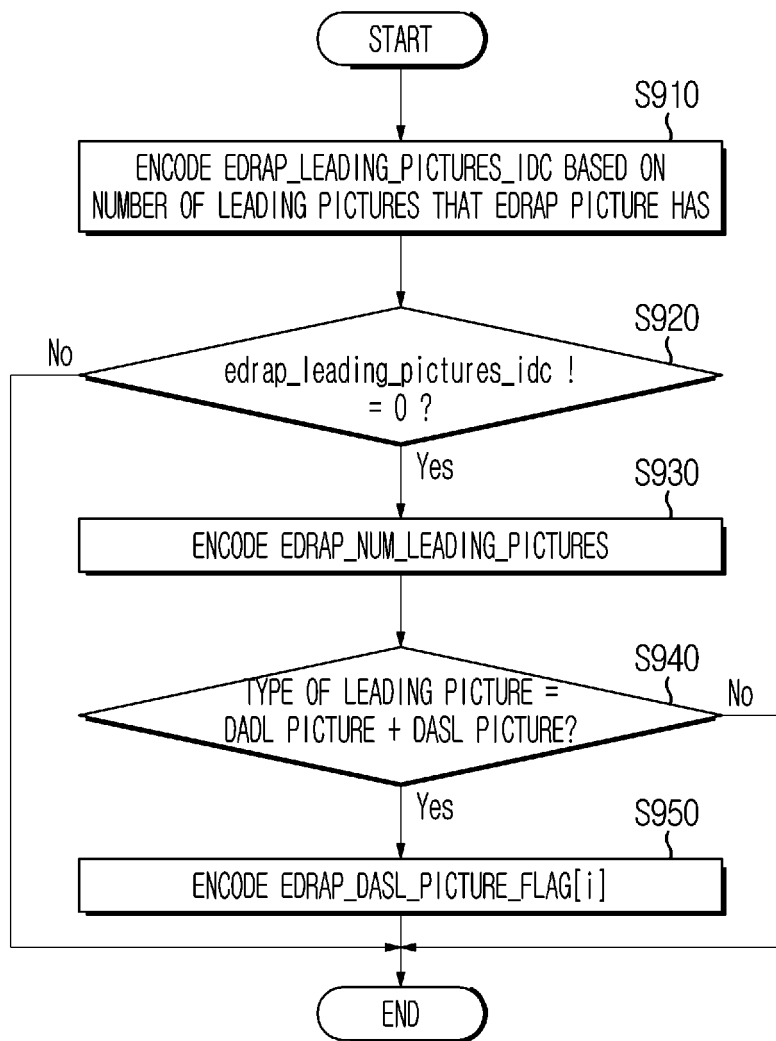 START
S910
ENCODE EDRAP_LEADING_PICTURES_IDC BASED ON
NUMBER OF LEADING PICTURES THAT EDRAP PICTURE HAS
S920
No
edrap_leading_pictures_idc !
= 0 ?
Yes
S930
ENCODE EDRAP_NUM_LEADING_PICTURES
S940
TYPE OF LEADING PICTURE =
DADL PICTURE + DASL PICTURE?
No
Yes
S950
ENCODE EDRAP_DASL_PICTURE_FLAG[i]
END